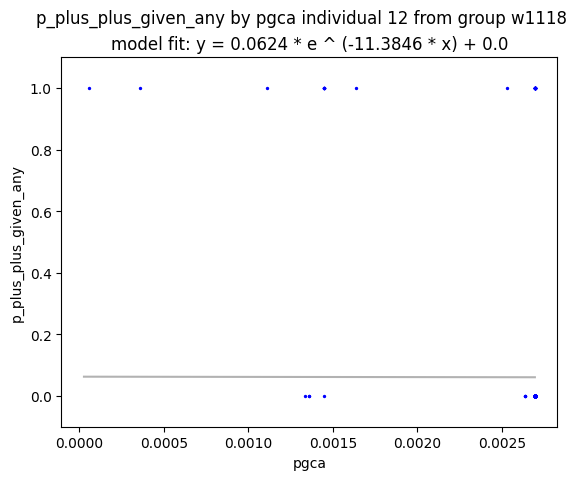 p_plus_plus_given_any by pgca individual 12 from group w1118
model fit: y = 0.0624 * e ^ (-11.3846 * x) + 0.0
p_plus_plus_given_any
1.0
0.8
0.6
0.4
0.2
0.0
0.0000 0.0005 0.0010 0.0015 0.0020 0.0025
pgca